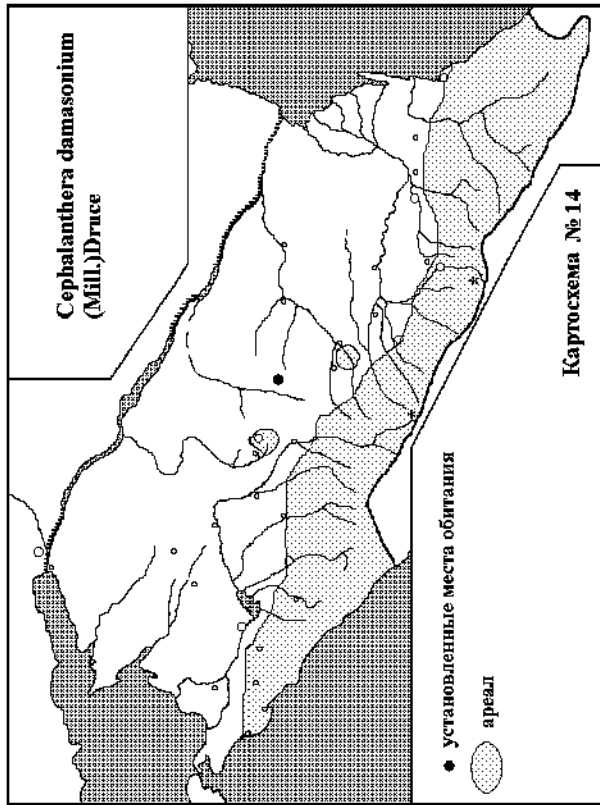 Cephalanthera damasonium
(Mill.)Druce
● установленные места обитания
ареал
Картосхема № 14